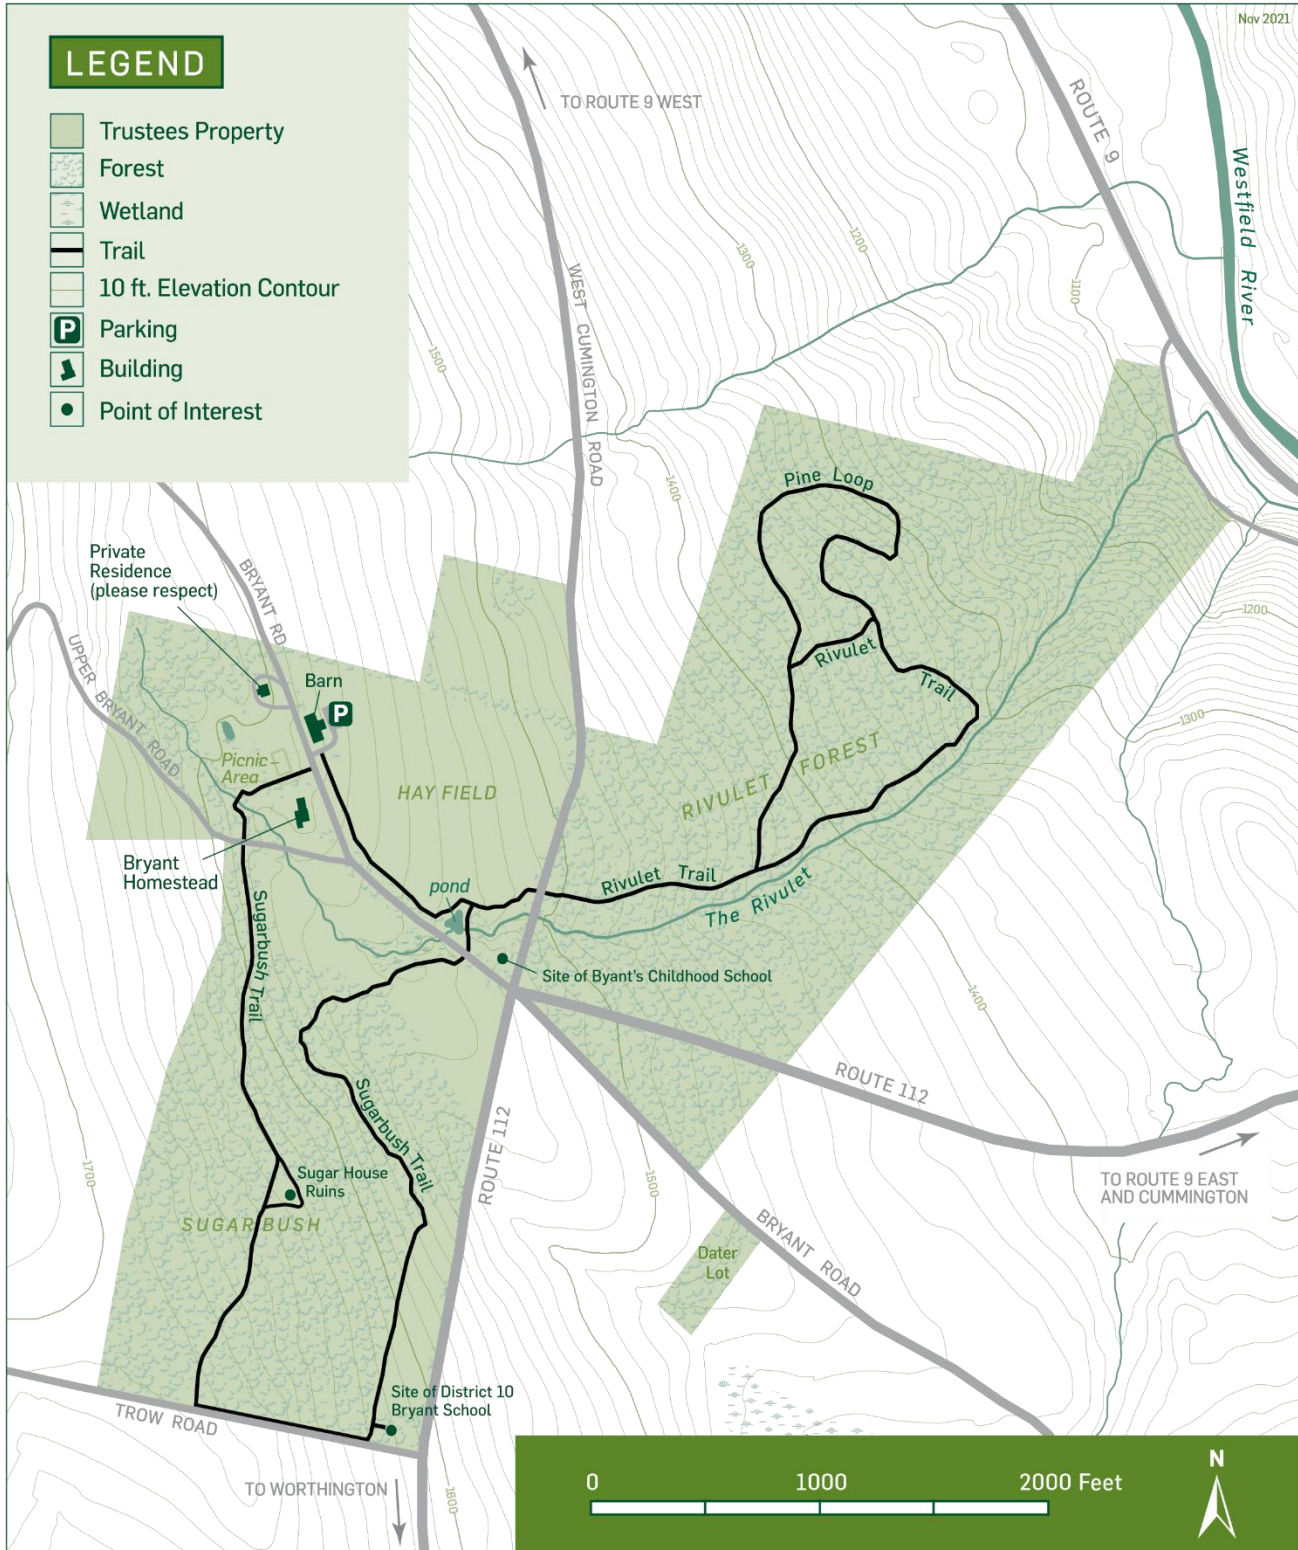 Nov 2021
LEGEND
Trustees Property
Forest
Wetland
Trail
10 ft. Elevation Contour
P
Parking
Building
Point of Interest
TO ROUTE 9 WEST
ROUTE 9
Westfield River
WEST CUMINGTON ROAD
1500
1300
1200
1100
1400
Pine Loop
Private
Residence
(please respect)
BRYANT RD
UPPER BRYANT ROAD
Barn
P
Picnic
Area
HAY FIELD
Bryant
Homestead
pond
Rivulet
Trail
RIVULET FOREST
Rivulet Trail
The Rivulet
1200
1300
1400
Site of Byant's Childhood School
Sugarbush Trail
Sugarbush Trail
ROUTE 112
ROUTE 112
TO ROUTE 9 EAST
AND CUMMINGTON
1700
Sugar House
Ruins
SUGAR BUSH
1500
BRYANT ROAD
Dater
Lot
Site of District 10
Bryant School
TROW ROAD
TO WORTHINGTON
1600
0 1000 2000 Feet
N